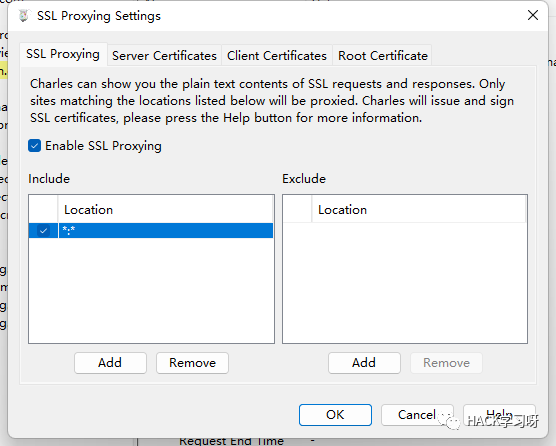 SSL Proxying Settings
SSL Proxying Server Certificates Client Certificates Root Certificate
Charles can show you the plain text contents of SSL requests and responses. Only
sites matching the locations listed below will be proxied. Charles will issue and sign
SSL certificates, please press the Help button for more information.
Enable SSL Proxying
Include Exclude
Location Location
*:*
Add Remove Add Remove
OK Cancel Help
HACK学习呀
Request End Time -